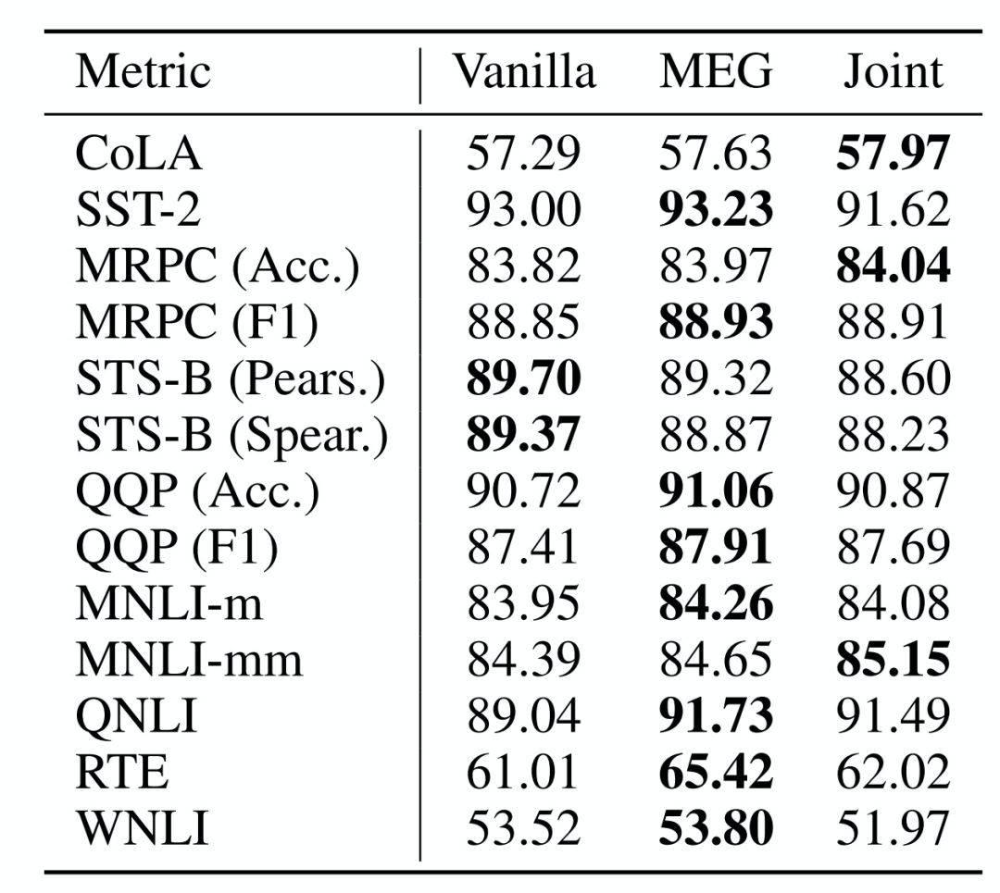 Metric Vanilla MEG Joint
CoLA 57.29 57.63 57.97
SST-2 93.00 93.23 91.62
MRPC (Acc.) 83.82 83.97 84.04
MRPC (F1) 88.85 88.93 88.91
STS-B (Pears.) 89.70 89.32 88.60
STS-B (Spear.) 89.37 88.87 88.23
QQP (Acc.) 90.72 91.06 90.87
QQP (F1) 87.41 87.91 87.69
MNLI-m 83.95 84.26 84.08
MNLI-mm 84.39 84.65 85.15
QNLI 89.04 91.73 91.49
RTE 61.01 65.42 62.02
WNLI 53.52 53.80 51.97